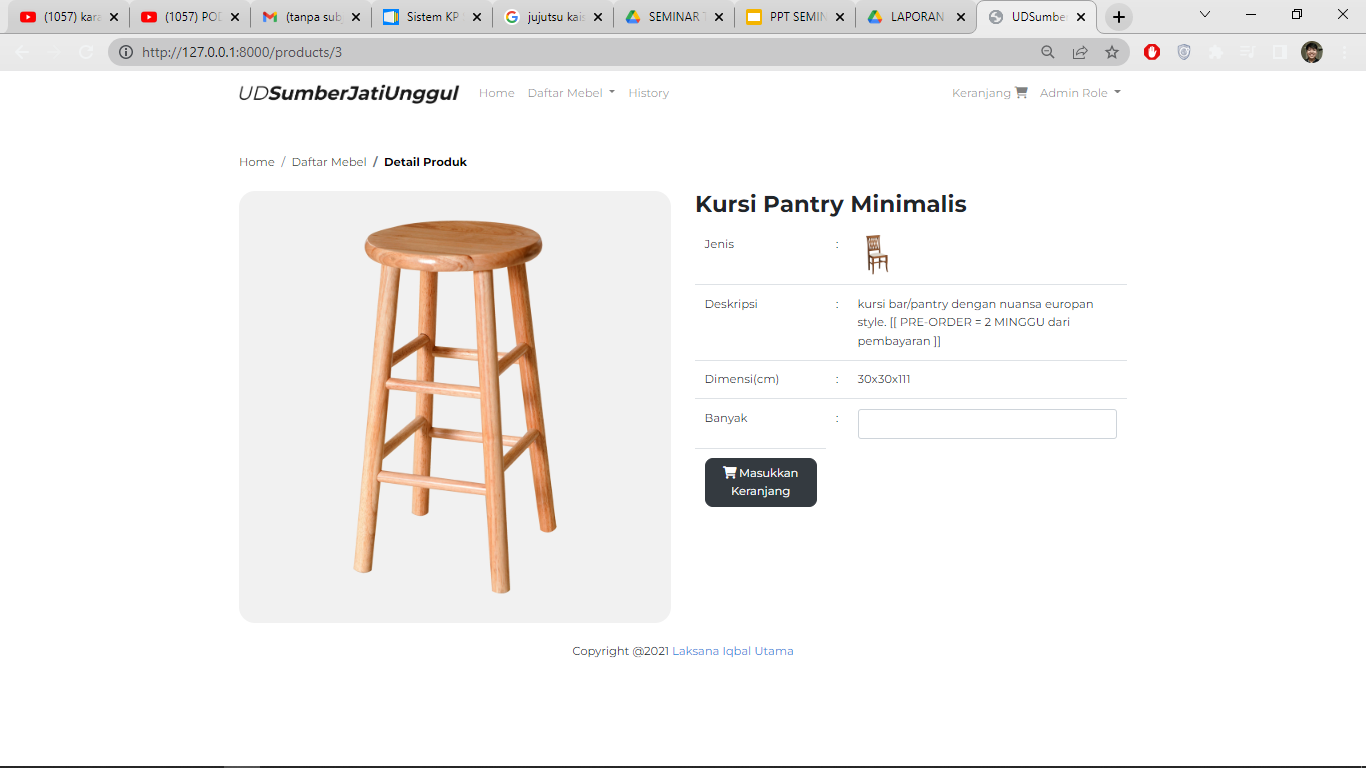 (1057) kara
(1057) POD
(tanpa sub
Sistem KP
jujutsu kais
SEMINAR T
PPT SEMIN
LAPORAN
UDSumber
http://127.0.0.1:8000/products/3
UDSumberJatiUnggul Home Daftar Mebel History Keranjang Admin Role
Home / Daftar Mebel / Detail Produk
Kursi Pantry Minimalis
Jenis :
Deskripsi : kursi bar/pantry dengan nuansa europan
style. [[ PRE-ORDER = 2 MINGGU dari
pembayaran ]]
Dimensi(cm) : 30x30x111
Banyak :
Masukkan
Keranjang
Copyright @2021 Laksana Iqbal Utama